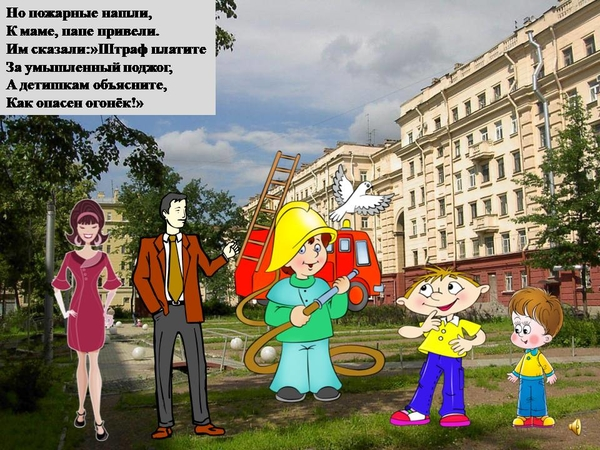 Но пожарные нашли,
К маме, папе привели.
Им сказали:»Штраф платите
За умышленный поджог,
А детишкам объясните,
Как опасен огонёк!»